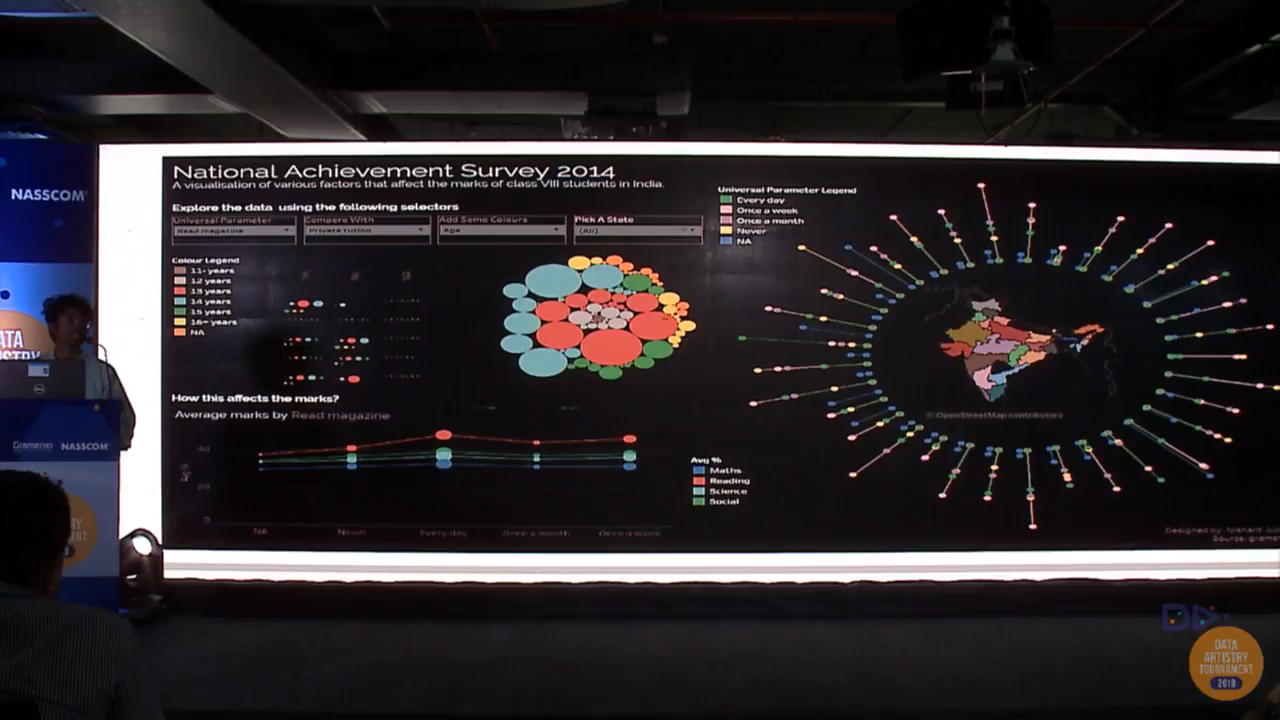 NASSCOM
DATA
Gramener NASSCOM
National Achievement Survey 2014
A visualisation of various factors that affect the marks of class VIII students in India.
Explore the data using the following selectors
Universal Parameter
Read magazine
Compare With
Private Tution
Add Some Colours
Age
Pick A State
(All)
Colour Legend
11- years
12 years
13 years
14 years
15 years
16+ years
NA
How this affects the marks?
Average marks by Read magazine
NA
Never
Every day
Once a month
Once a week
Avg %
Maths
Reading
Science
Social
Universal Parameter Legend
Every day
Once a week
Once a month
Never
NA
© OpenStreetMap contributors
Designed by:
DATA
ARTISTRY
TOURNAMENT
2018